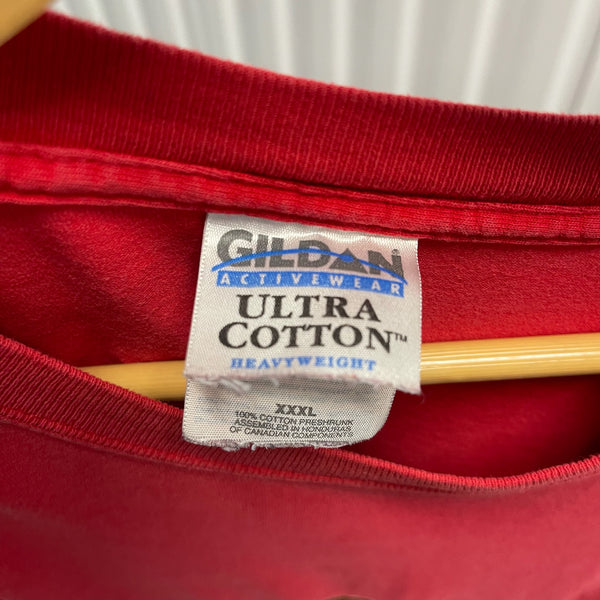 GILDAN
ACTIVEWEAR
ULTRA
COTTON™
HEAVYWEIGHT
XXXL
100% COTTON PRESHRUNK
ASSEMBLED IN HONDURAS
OF CANADIAN COMPONENTS